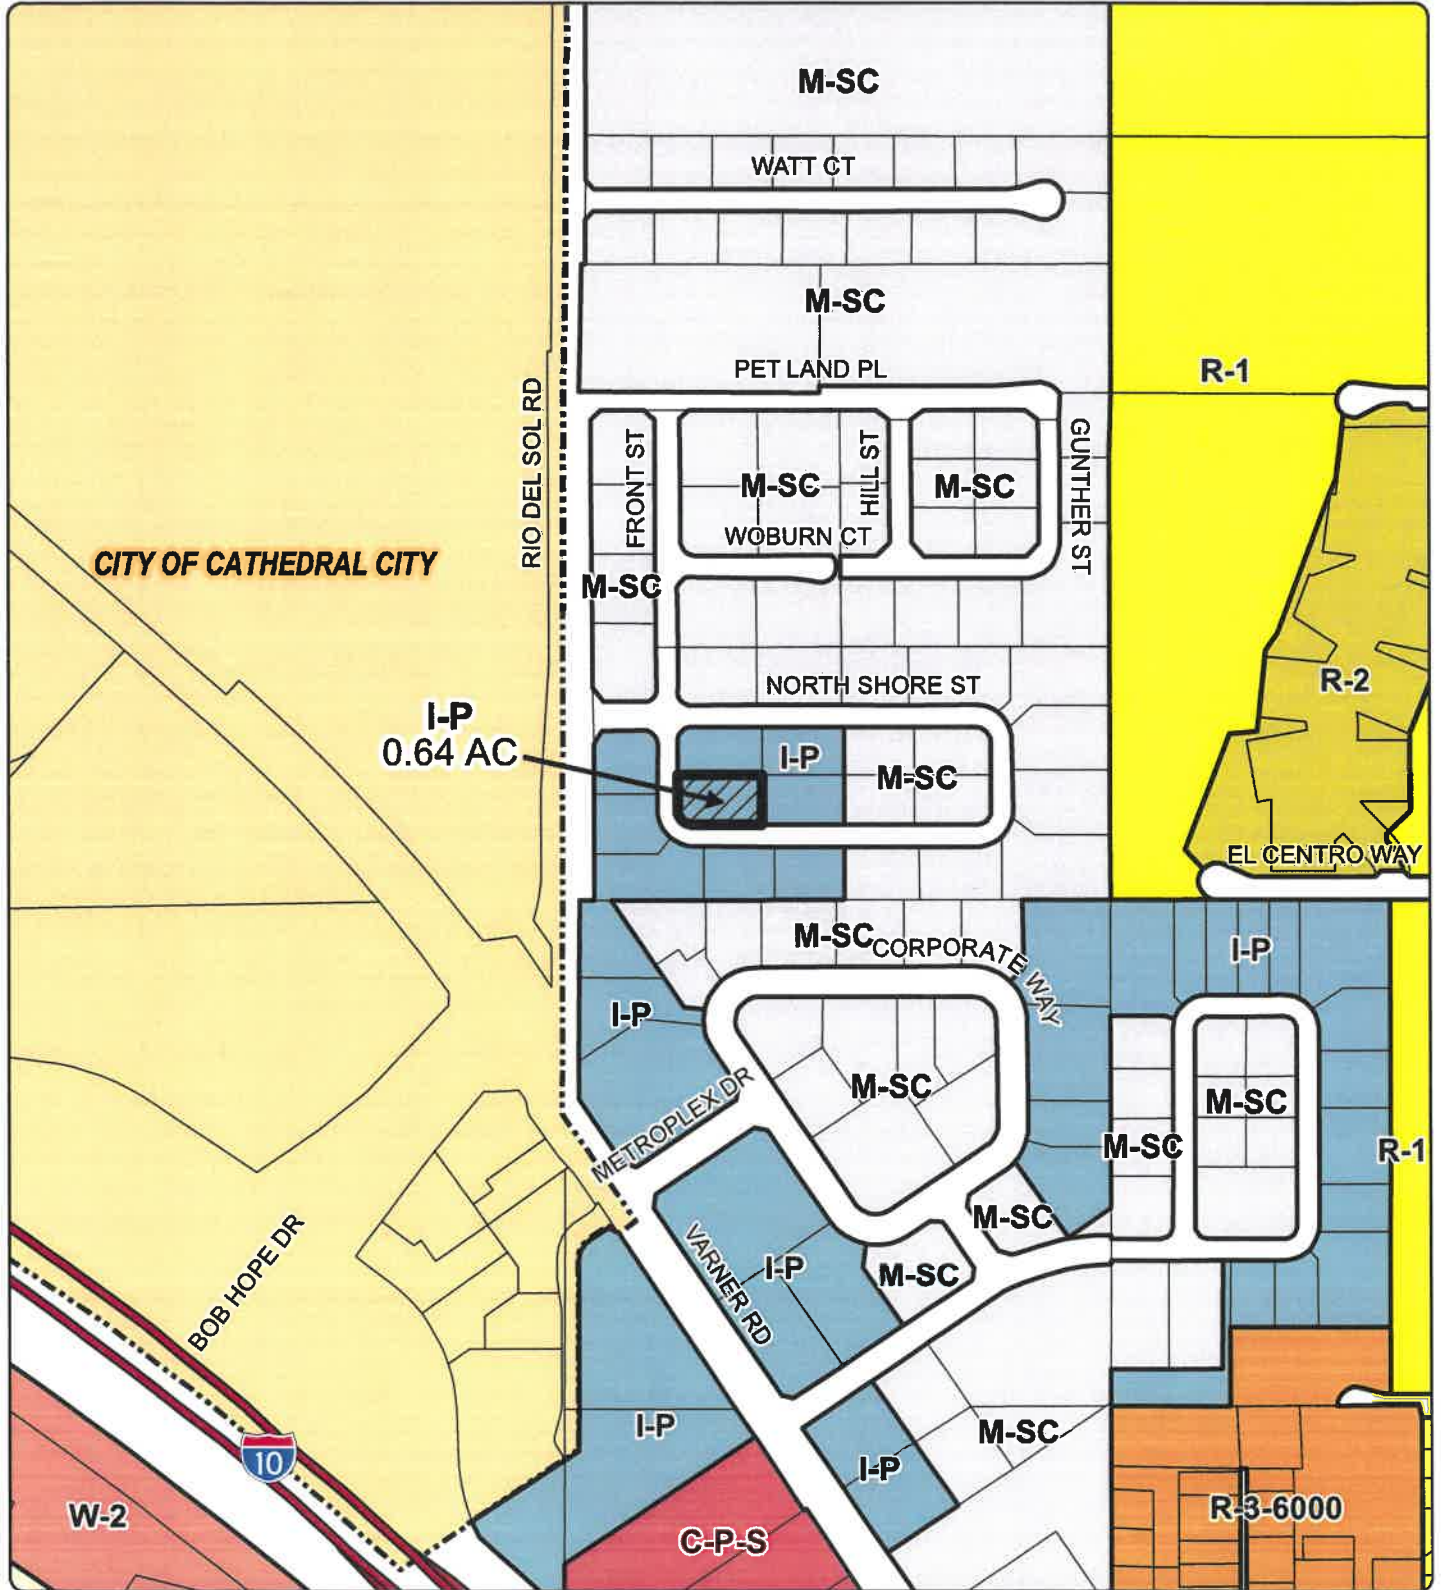 M-SC
WATT CT
M-SC
PET LAND PL
R-1
RIO DEL SOL RD
FRONT ST
HILL ST
GUNTHER ST
M-SC
M-SC
WOBURN CT
CITY OF CATHEDRAL CITY
M-SC
R-2
NORTH SHORE ST
I-P
0.64 AC
I-P
M-SC
EL CENTRO WAY
M-SC
CORPORATE WAY
I-P
I-P
M-SC
METROPLEX DR
M-SC
M-SC
R-1
M-SC
BOB HOPE DR
VARNER RD
I-P
M-SC
I-P
M-SC
10
I-P
W-2
R-3-6000
C-P-S